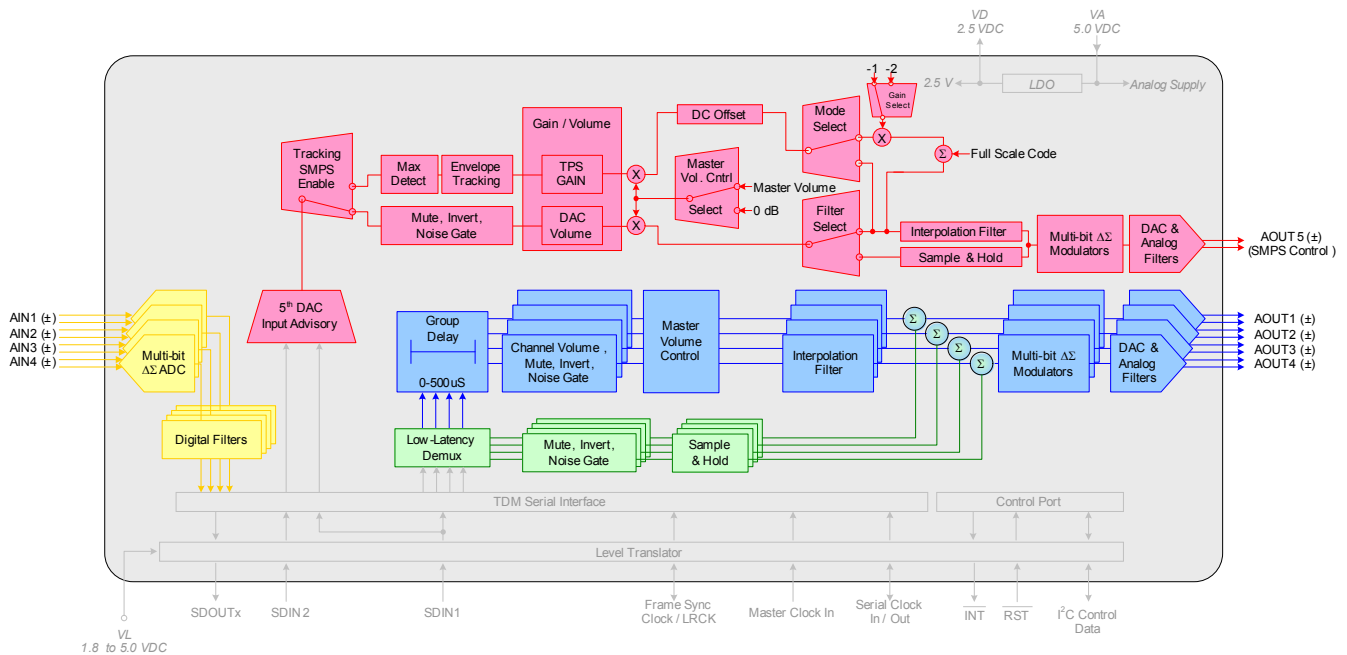 VD
2.5 VDC
VA
5.0 VDC
-1 -2
2.5 V
LDO
Analog Supply
Gain
Select
Gain / Volume
DC Offset
Mode
Select
X
Σ
Full Scale Code
Tracking
SMPS
Enable
Max
Detect
Envelope
Tracking
TPS
GAIN
X
Master
Vol. Cntrl
Select
Master Volume
0 dB
Mute, Invert,
Noise Gate
DAC
Volume
X
Filter
Select
Interpolation Filter
Sample & Hold
Multi-bit ΔΣ
Modulators
DAC &
Analog
Filters
AOUT5 (±)
(SMPS Control )
5th DAC
Input Advisory
AIN1 (±)
AIN2 (±)
AIN3 (±)
AIN4 (±)
Multi-bit
ΔΣ ADC
Digital Filters
Group
Delay
0-500uS
Channel Volume ,
Mute, Invert,
Noise Gate
Master
Volume
Control
Interpolation
Filter
Σ
Σ
Σ
Σ
Multi-bit ΔΣ
Modulators
DAC &
Analog
Filters
AOUT1 (±)
AOUT2 (±)
AOUT3 (±)
AOUT4 (±)
Low-Latency
Demux
Mute, Invert,
Noise Gate
Sample
& Hold
TDM Serial Interface
Control Port
Level Translator
VL
1.8 to 5.0 VDC
SDOUTx
SDIN2
SDIN1
Frame Sync
Clock / LRCK
Master Clock In
Serial Clock
In / Out
INT
RST
I2C Control
Data